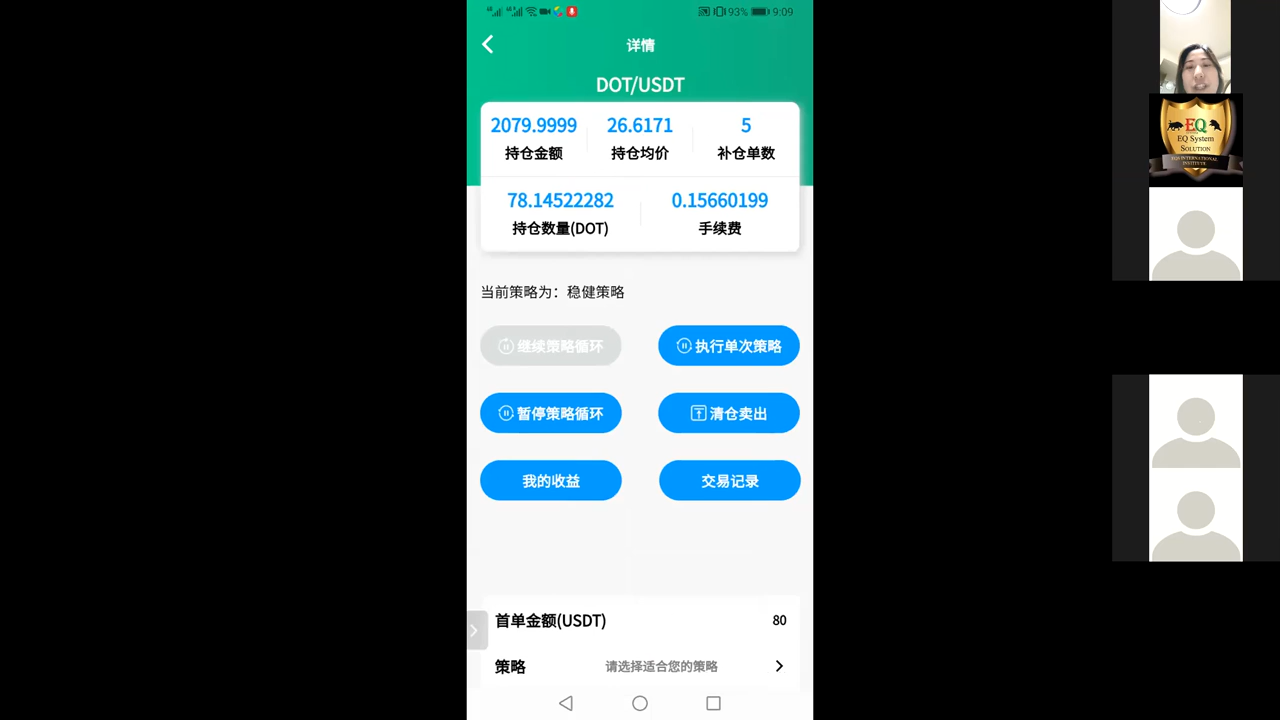 93% 9:09
详情
DOT/USDT
2079.9999 26.6171 5
持仓金额 持仓均价 补仓单数
78.14522282 0.15660199
持仓数量(DOT) 手续费
当前策略为：稳健策略
继续策略循环 执行单次策略
暂停策略循环 清仓卖出
我的收益 交易记录
首单金额(USDT) 80
策略 请选择适合您的策略
EQ
EQ System
Solution
EQS INTERNATIONAL
INSTITUTE